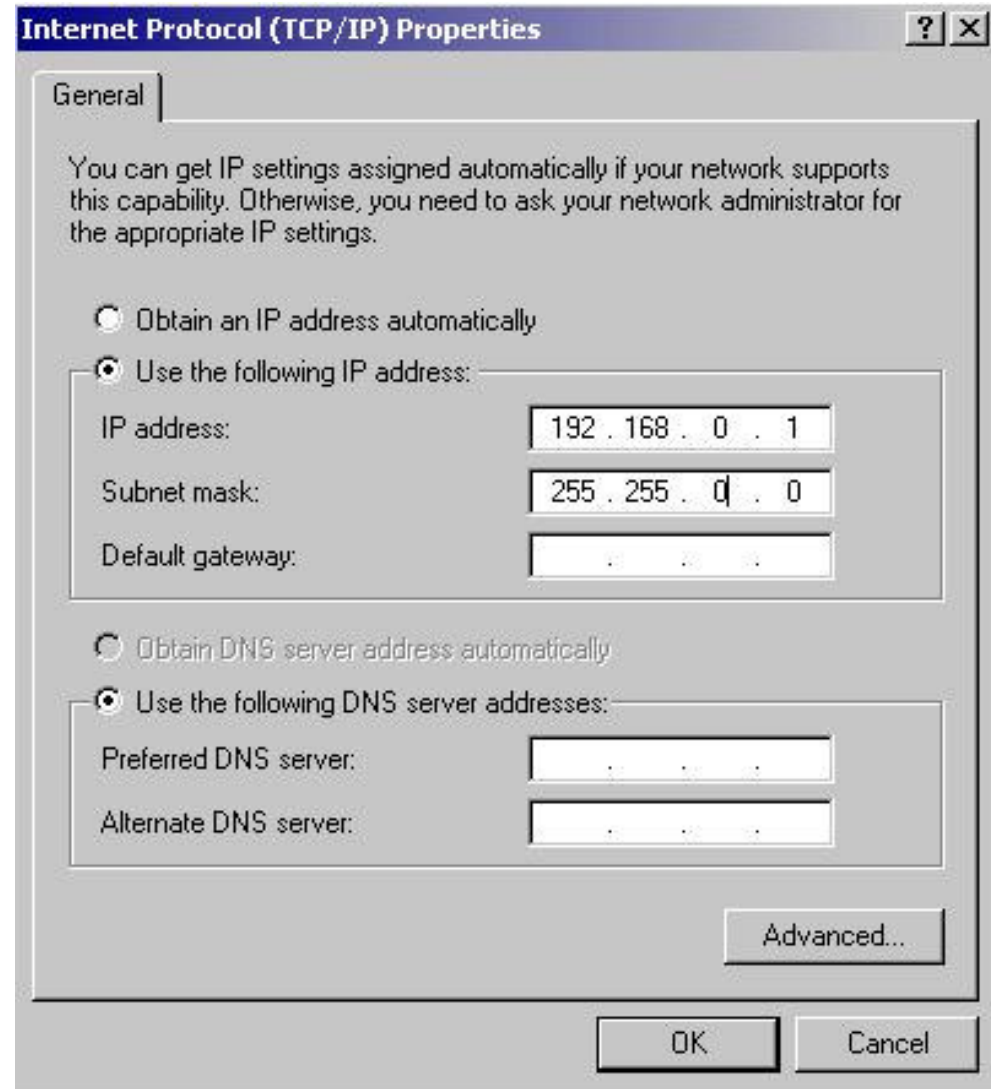 Internet Protocol (TCP/IP) Properties
General
You can get IP settings assigned automatically if your network supports
this capability. Otherwise, you need to ask your network administrator for
the appropriate IP settings.
Obtain an IP address automatically
Use the following IP address:
IP address: 192 . 168 . 0 . 1
Subnet mask: 255 . 255 . 0 . 0
Default gateway: . . .
Obtain DNS server address automatically
Use the following DNS server addresses:
Preferred DNS server: . . .
Alternate DNS server: . . .
Advanced...
OK Cancel